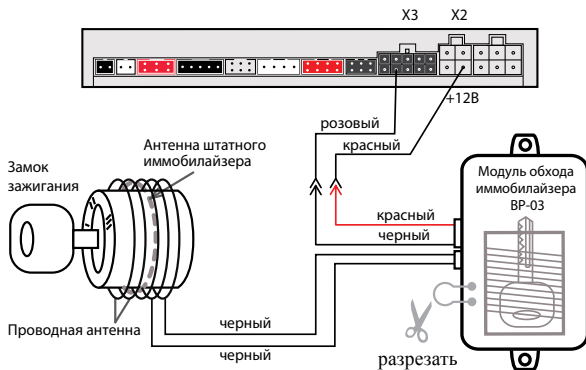 X3
X2
+12В
розовый
красный
Антенна штатного
иммобилайзера
Замок
зажигания
Модуль обхода
иммобилайзера
ВР-03
красный
черный
Проводная антенна
черный
черный
разрезать